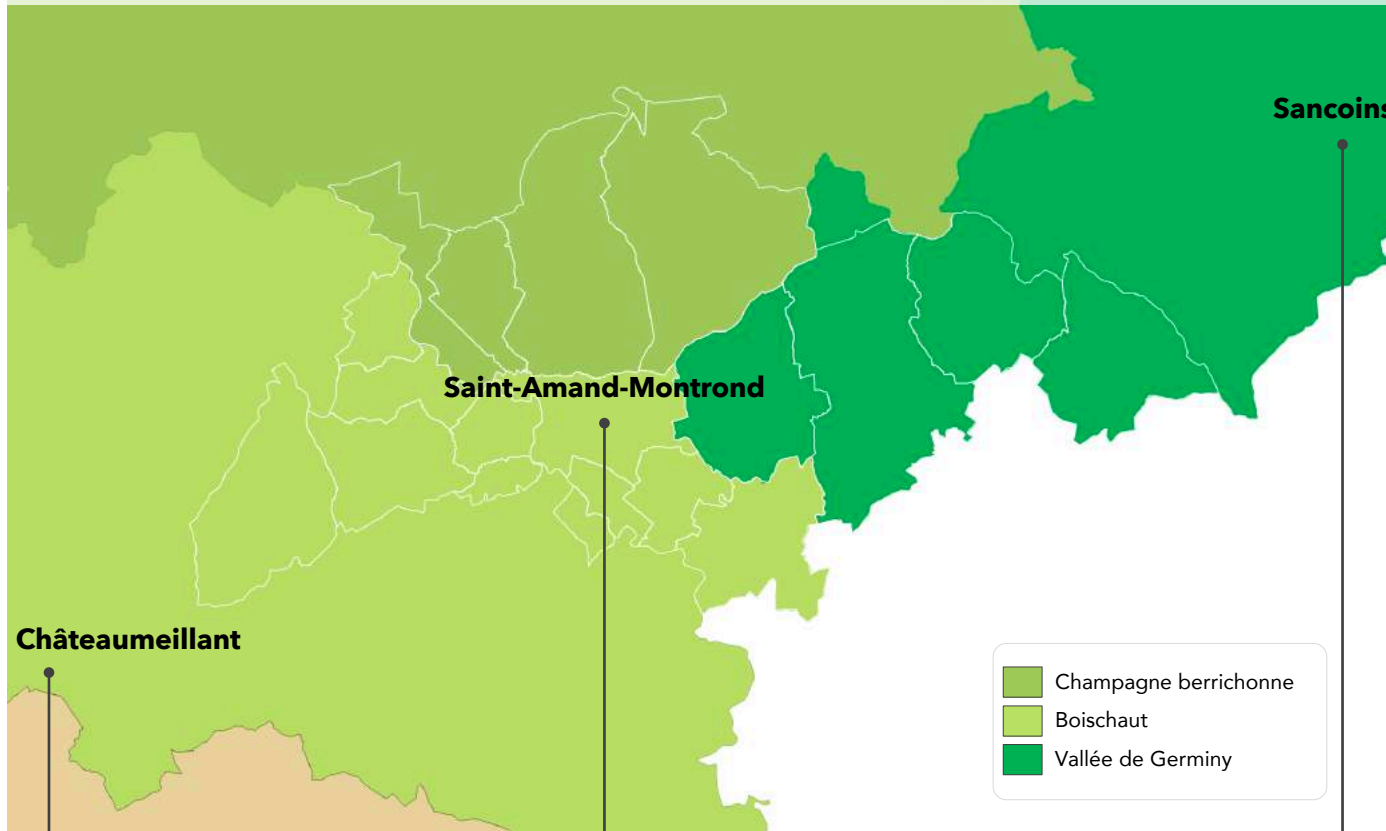 Sancoins
Saint-Amand-Montrond
Châteaumeillant
Champagne berrichonne
Boischaut
Vallée de Germiny